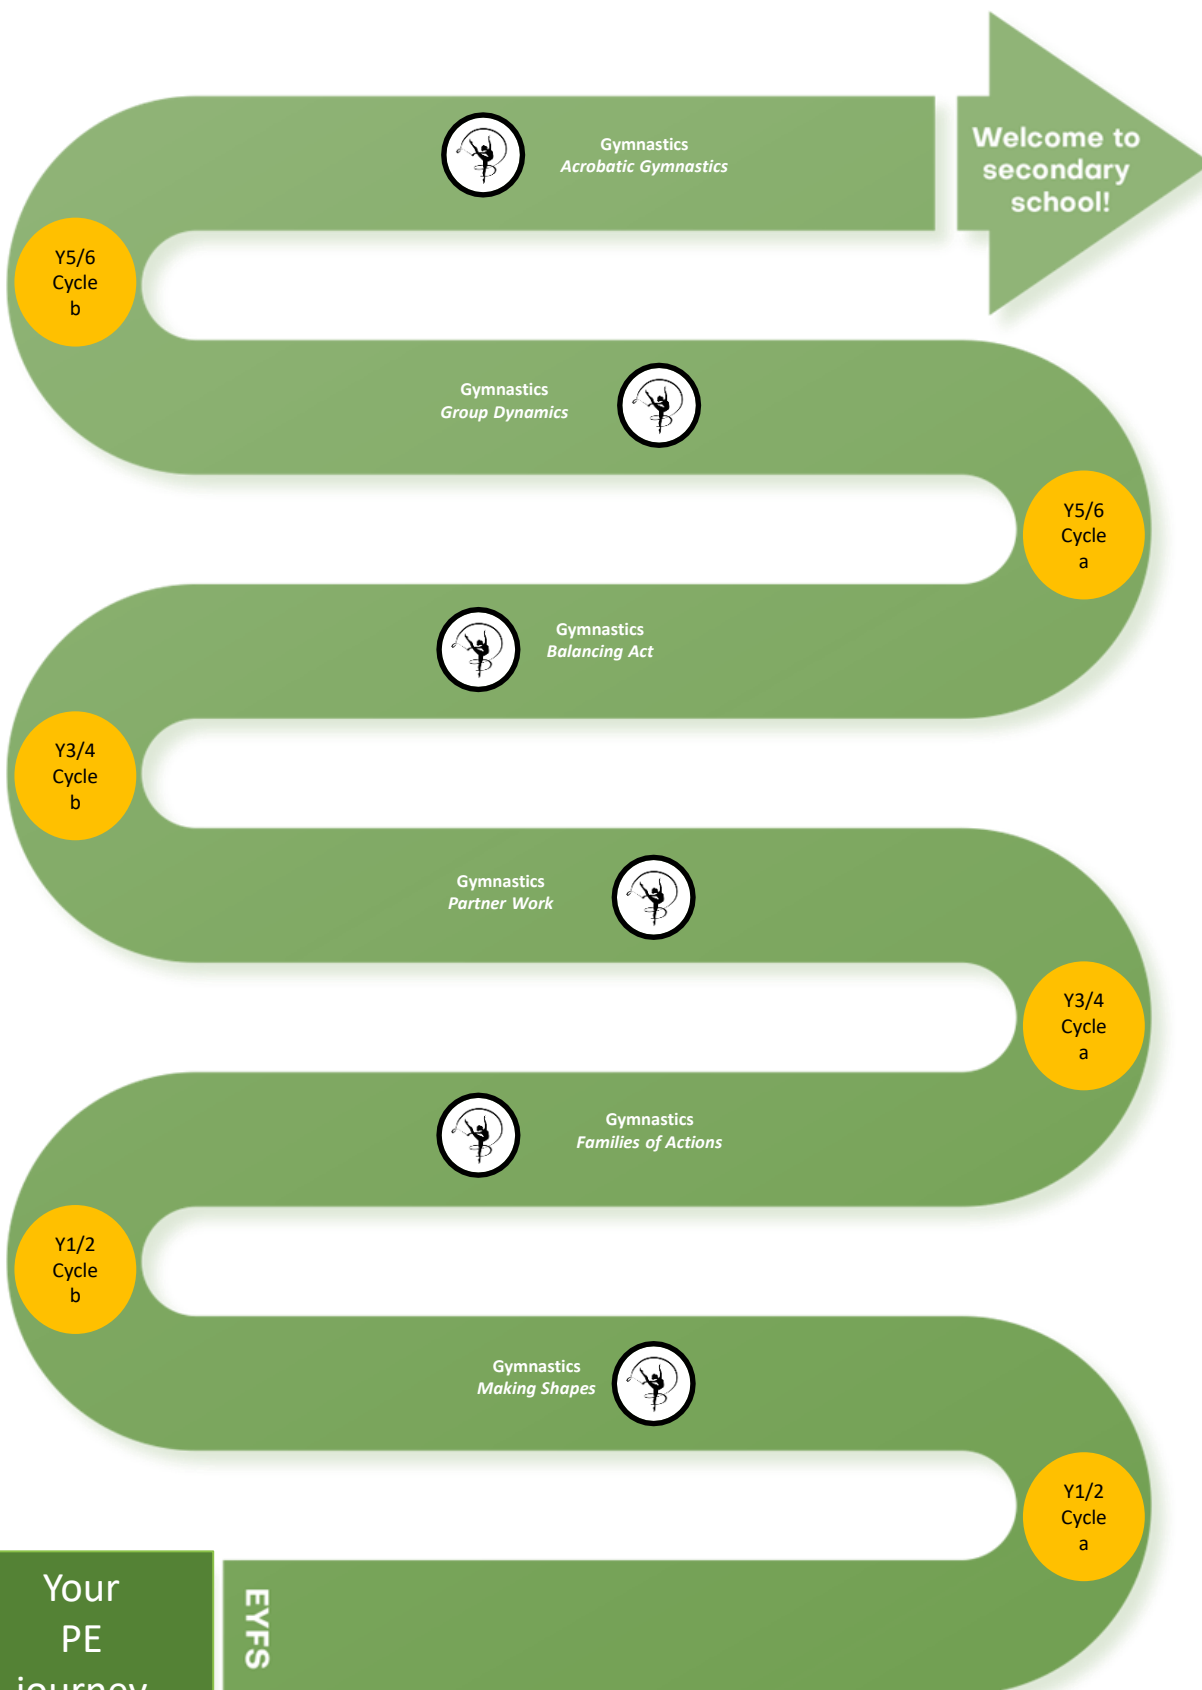 Gymnastics
Acrobatic Gymnastics
Welcome to
secondary
school!
Y5/6
Cycle
b
Gymnastics
Group Dynamics
Y5/6
Cycle
a
Gymnastics
Balancing Act
Y3/4
Cycle
b
Gymnastics
Partner Work
Y3/4
Cycle
a
Gymnastics
Families of Actions
Y1/2
Cycle
b
Gymnastics
Making Shapes
Y1/2
Cycle
a
Your
PE
journey
EYFS